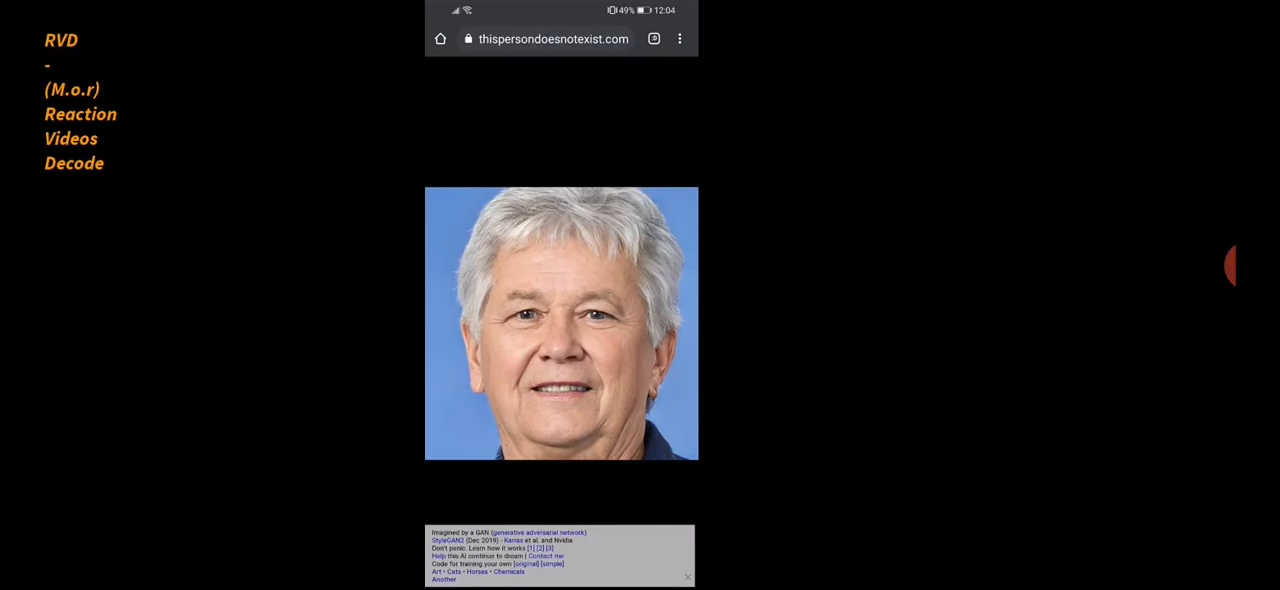 RVD
-
(M.o.r)
Reaction
Videos
Decode
49% 12:04
thispersondoesnotexist.com
Imagined by a GAN (generative adversarial network)
StyleGAN2 (Dec 2019) - Karras et al. and Nvidia
Don't panic. Learn how it works [1] [2] [3]
Help this AI continue to dream | Contact me
Code for training your own [original] [simple]
Art • Cats • Horses • Chemicals
Another